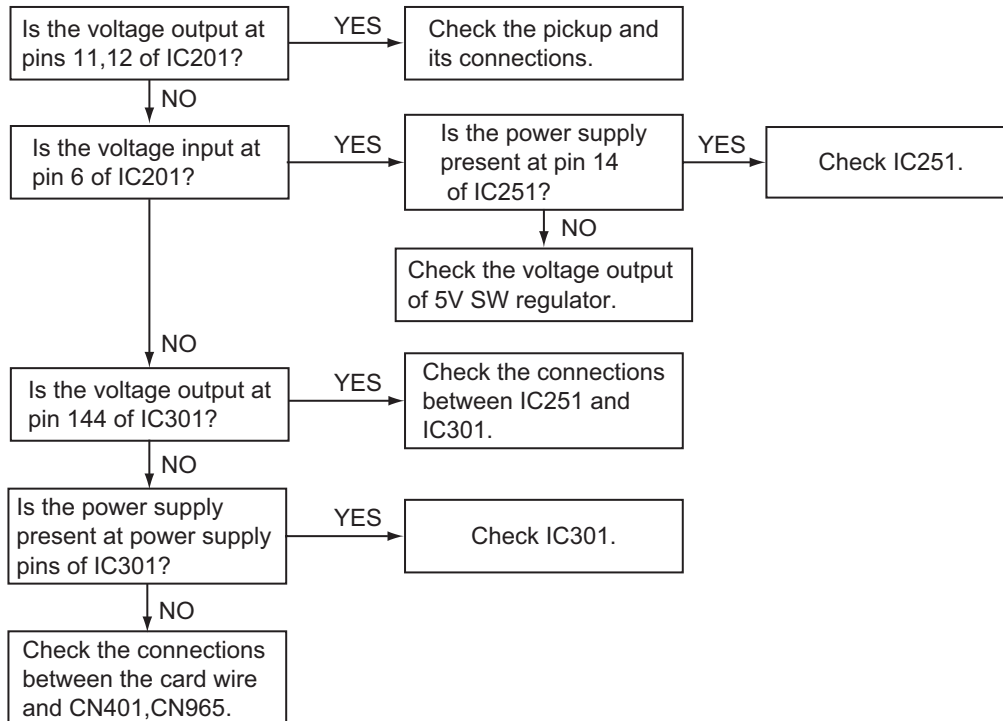 Is the voltage output at
pins 11,12 of IC201?
YES
Check the pickup and
its connections.
NO
Is the voltage input at
pin 6 of IC201?
YES
Is the power supply
present at pin 14
of IC251?
YES
Check IC251.
NO
Check the voltage output
of 5V SW regulator.
NO
Is the voltage output at
pin 144 of IC301?
YES
Check the connections
between IC251 and
IC301.
NO
Is the power supply
present at power supply
pins of IC301?
YES
Check IC301.
NO
Check the connections
between the card wire
and CN401,CN965.